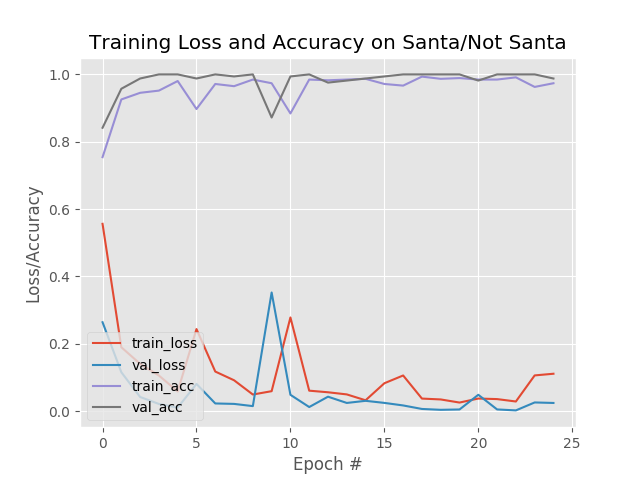 Training Loss and Accuracy on Santa/Not Santa
1.0
0.8
0.6
0.4
0.2
0.0
Loss/Accuracy
train_loss
val_loss
train_acc
val_acc
0
5
10
15
20
25
Epoch #